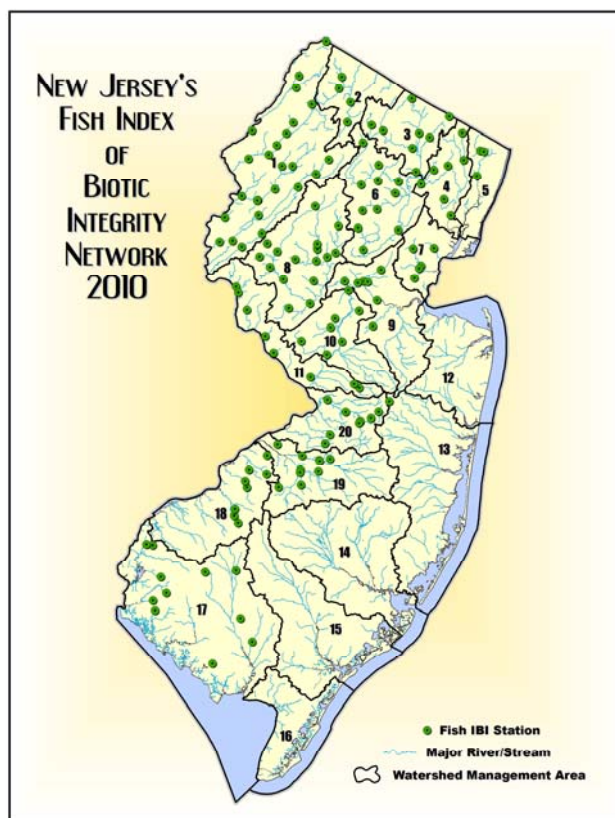 NEW JERSEY'S
FISH INDEX
OF
BIOTIC
INTEGRITY
NETWORK
2010
2
3
1
6
4
5
7
8
9
10
11
12
20
13
19
18
14
17
15
16
Fish IBI Station
Major River/Stream
Watershed Management Area